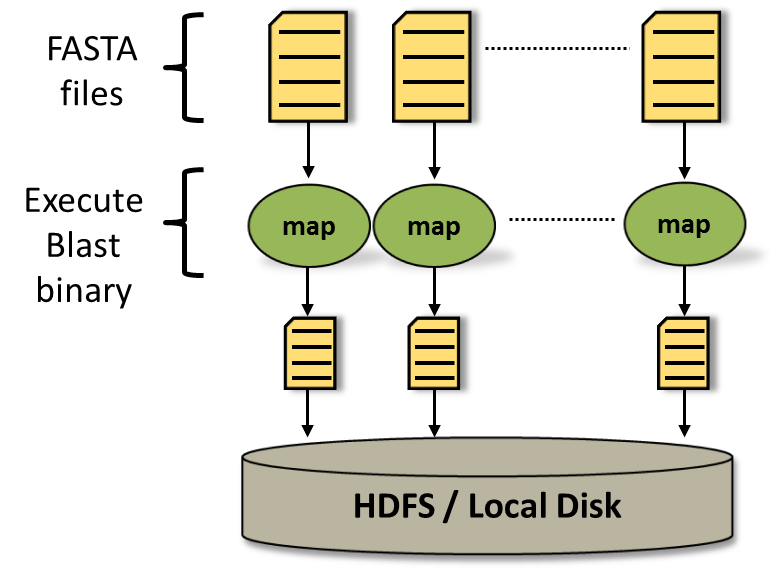 FASTA
files
Execute
Blast
binary
map
map
map
HDFS / Local Disk